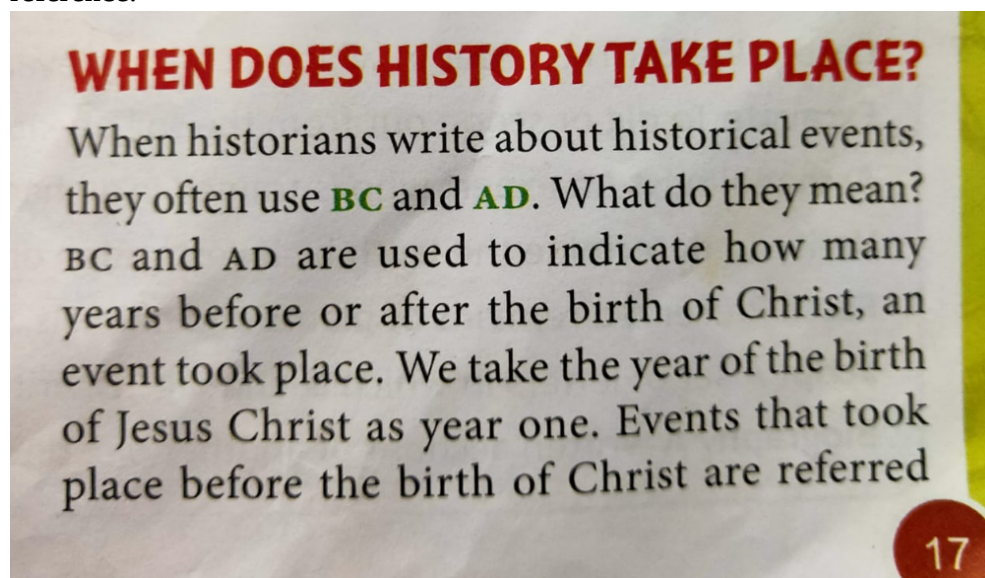 WHEN DOES HISTORY TAKE PLACE?
When historians write about historical events,
they often use BC and AD. What do they mean?
BC and AD are used to indicate how many
years before or after the birth of Christ, an
event took place. We take the year of the birth
of Jesus Christ as year one. Events that took
place before the birth of Christ are referred
17